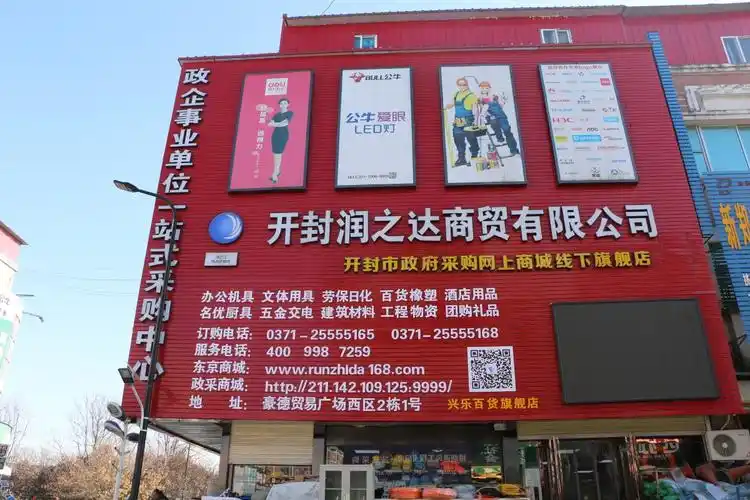 政企事业单位一站式采购中心
deli
BULL公牛
公牛爱眼
LED灯
H3C
开封润之达商贸有限公司
开封市政府采购网上商城线下旗舰店
办公机具 文体用具 劳保日化 百货橡塑 酒店用品
名优厨具 五金交电 建筑材料 工程物资 团购礼品
订购电话: 0371-25555165 0371-25555168
服务电话: 400 998 7259
东京商城: www.runzhida168.com
政采商城: http://211.142.109.125:9999/
地 址: 豪德贸易广场西区2栋1号
兴乐百货旗舰店